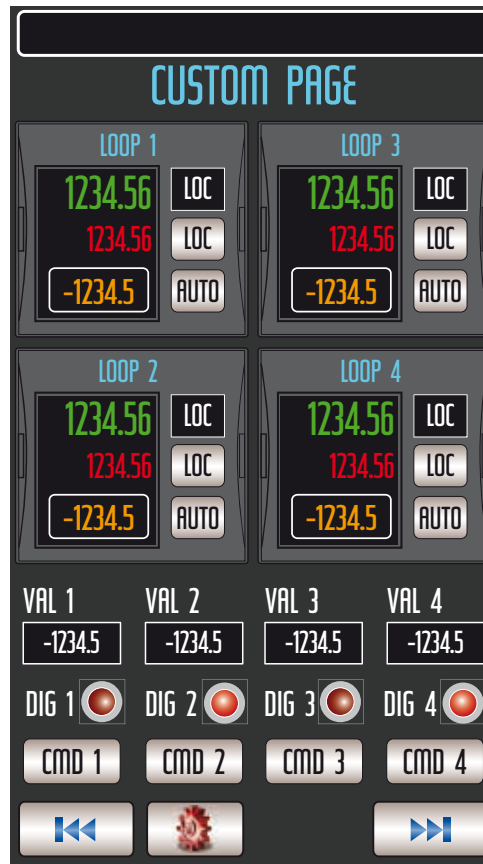 CUSTOM PAGE
LOOP 1
1234.56 LOC
1234.56 LOC
-1234.5 AUTO
LOOP 3
1234.56 LOC
1234.56 LOC
-1234.5 AUTO
LOOP 2
1234.56 LOC
1234.56 LOC
-1234.5 AUTO
LOOP 4
1234.56 LOC
1234.56 LOC
-1234.5 AUTO
VAL 1 VAL 2 VAL 3 VAL 4
-1234.5 -1234.5 -1234.5 -1234.5
DIG 1 DIG 2 DIG 3 DIG 4
CMD 1 CMD 2 CMD 3 CMD 4